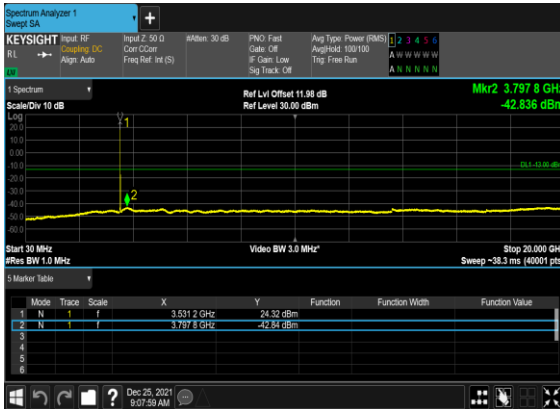 Spectrum Analyzer 1
Swept SA
+
KEYSIGHT Input: RF Input Z: 50 Ω #Atten: 30 dB PNO: Fast Avg Type: Power (RMS) 1 2 3 4 5 6
RL Coupling: DC Corr CCorr Gate: Off Avg|Hold: 100/100 A W W W W W
Align: Auto Freq Ref: Int (S) IF Gain: Low Trig: Free Run
Sig Track: Off A N N N N N
1 Spectrum Ref Lvl Offset 11.98 dB Mkr2 3.797 8 GHz
Scale/Div 10 dB Ref Level 30.00 dBm -42.836 dBm
Log
1
20.0
10.0
0.00
-10.0
DL1 -13.00 dBm
-20.0
-30.0
2
-40.0
-50.0
-60.0
Start 30 MHz Video BW 3.0 MHz* Stop 20.000 GHz
#Res BW 1.0 MHz Sweep ~38.3 ms (40001 pts)
5 Marker Table
Mode Trace Scale X Y Function Function Width Function Value
1 N 1 f 3.531 2 GHz 24.32 dBm
2 N 1 f 3.797 8 GHz -42.84 dBm
3
4
5
6
? Dec 25, 2021
9:07:59 AM